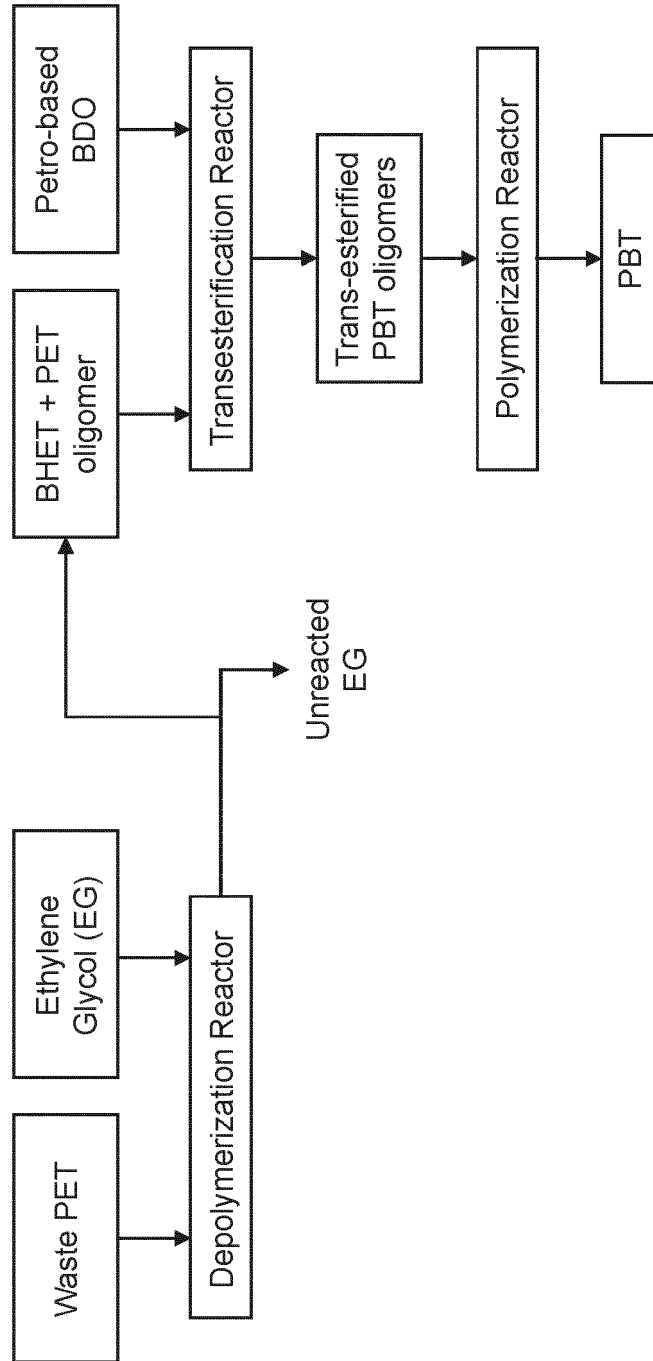 Waste PET
Ethylene
Glycol (EG)
Depolymerization Reactor
Unreacted
EG
BHET + PET
oligomer
Petro-based
BDO
Transesterification Reactor
Trans-esterified
PBT oligomers
Polymerization Reactor
PBT